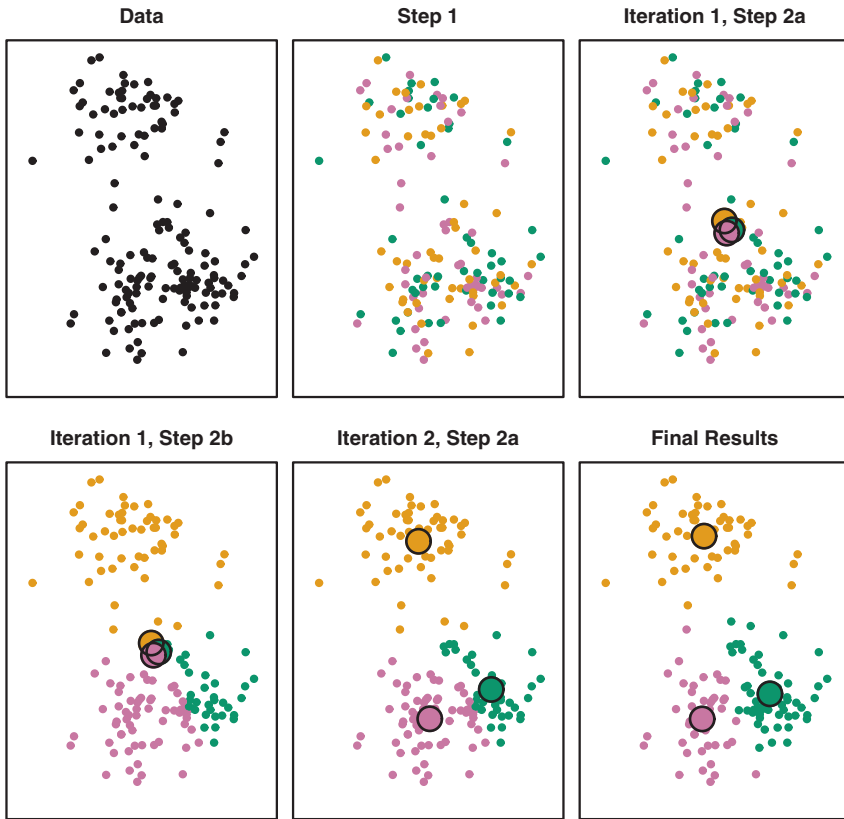 Data
Step 1
Iteration 1, Step 2a
Iteration 1, Step 2b
Iteration 2, Step 2a
Final Results